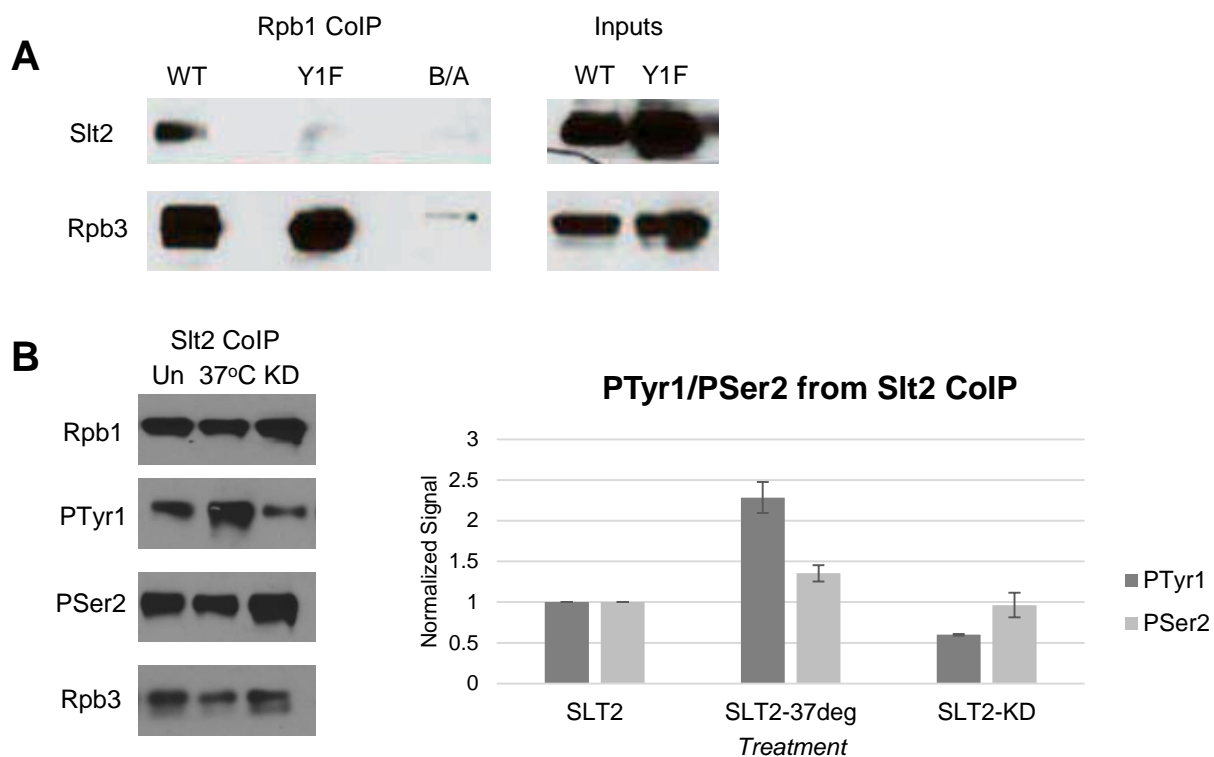 A
Rpb1 CoIP
Inputs
WT Y1F B/A
WT Y1F
Slt2
Rpb3
B
Slt2 CoIP
Un 37°C KD
Rpb1
PTyr1
PSer2
Rpb3
PTyr1/PSer2 from Slt2 CoIP
Normalized Signal
3
2.5
2
1.5
1
0.5
0
SLT2 SLT2-37deg SLT2-KD
Treatment
PTyr1
PSer2